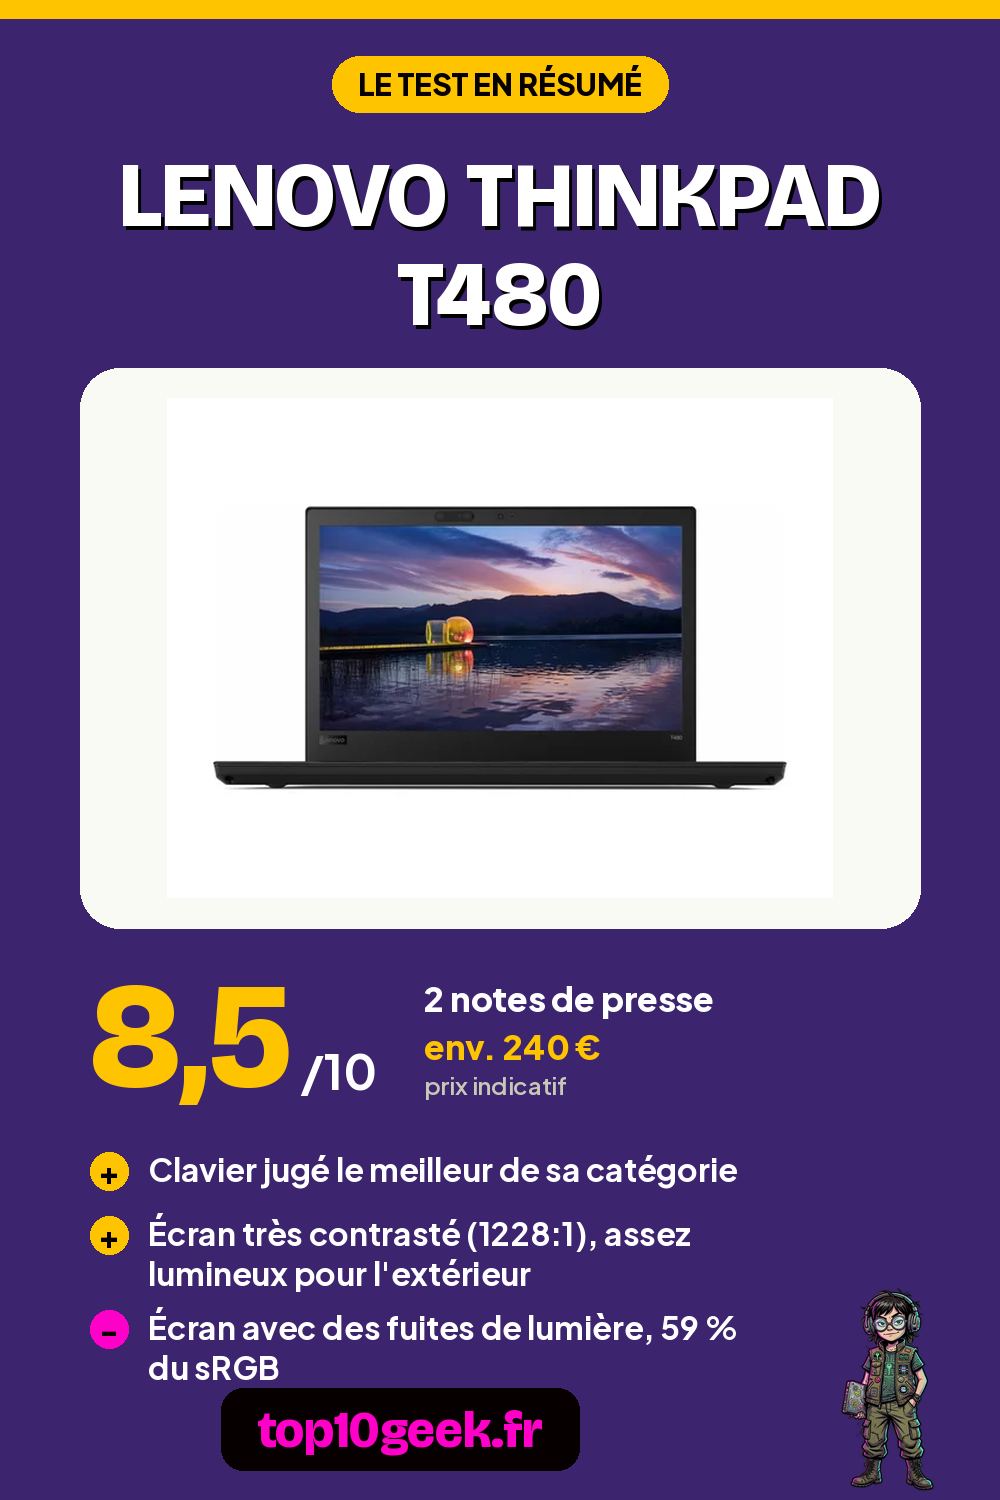 LE TEST EN RÉSUMÉ
LENOVO THINKPAD
T480
Lenovo
T480
8,5 /10
2 notes de presse
env. 240 €
prix indicatif
+ Clavier jugé le meilleur de sa catégorie
+ Écran très contrasté (1228:1), assez
lumineux pour l'extérieur
- Écran avec des fuites de lumière, 59 %
du sRGB
top10geek.fr